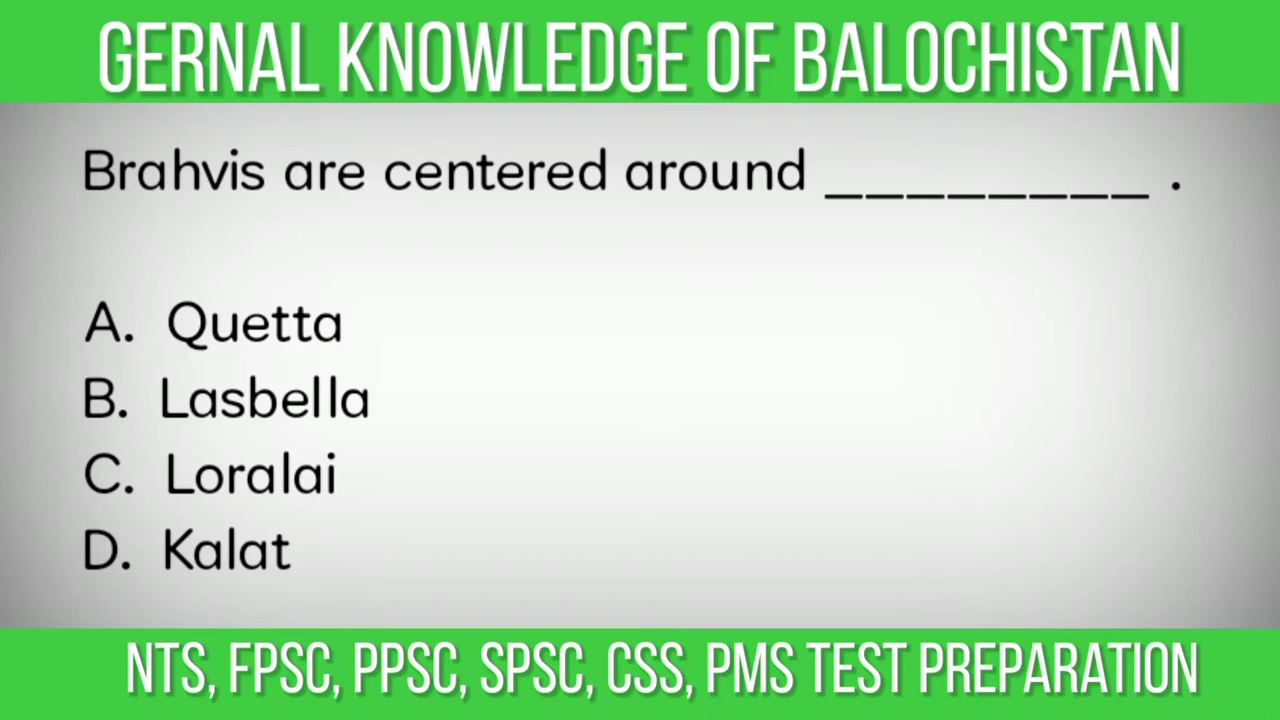 GERNAL KNOWLEDGE OF BALOCHISTAN
Brahvis are centered around ________ .
A. Quetta
B. Lasbella
C. Loralai
D. Kalat
NTS, FPSC, PPSC, SPSC, CSS, PMS TEST PREPARATION